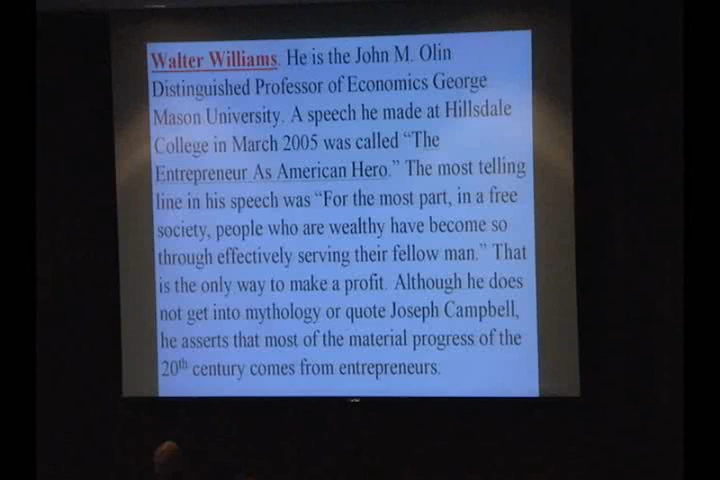 Walter Williams. He is the John M. Olin
Distinguished Professor of Economics George
Mason University. A speech he made at Hillsdale
College in March 2005 was called “The
Entrepreneur As American Hero.” The most telling
line in his speech was “For the most part, in a free
society, people who are wealthy have become so
through effectively serving their fellow man.” That
is the only way to make a profit. Although he does
not get into mythology or quote Joseph Campbell,
he asserts that most of the material progress of the
20th century comes from entrepreneurs.